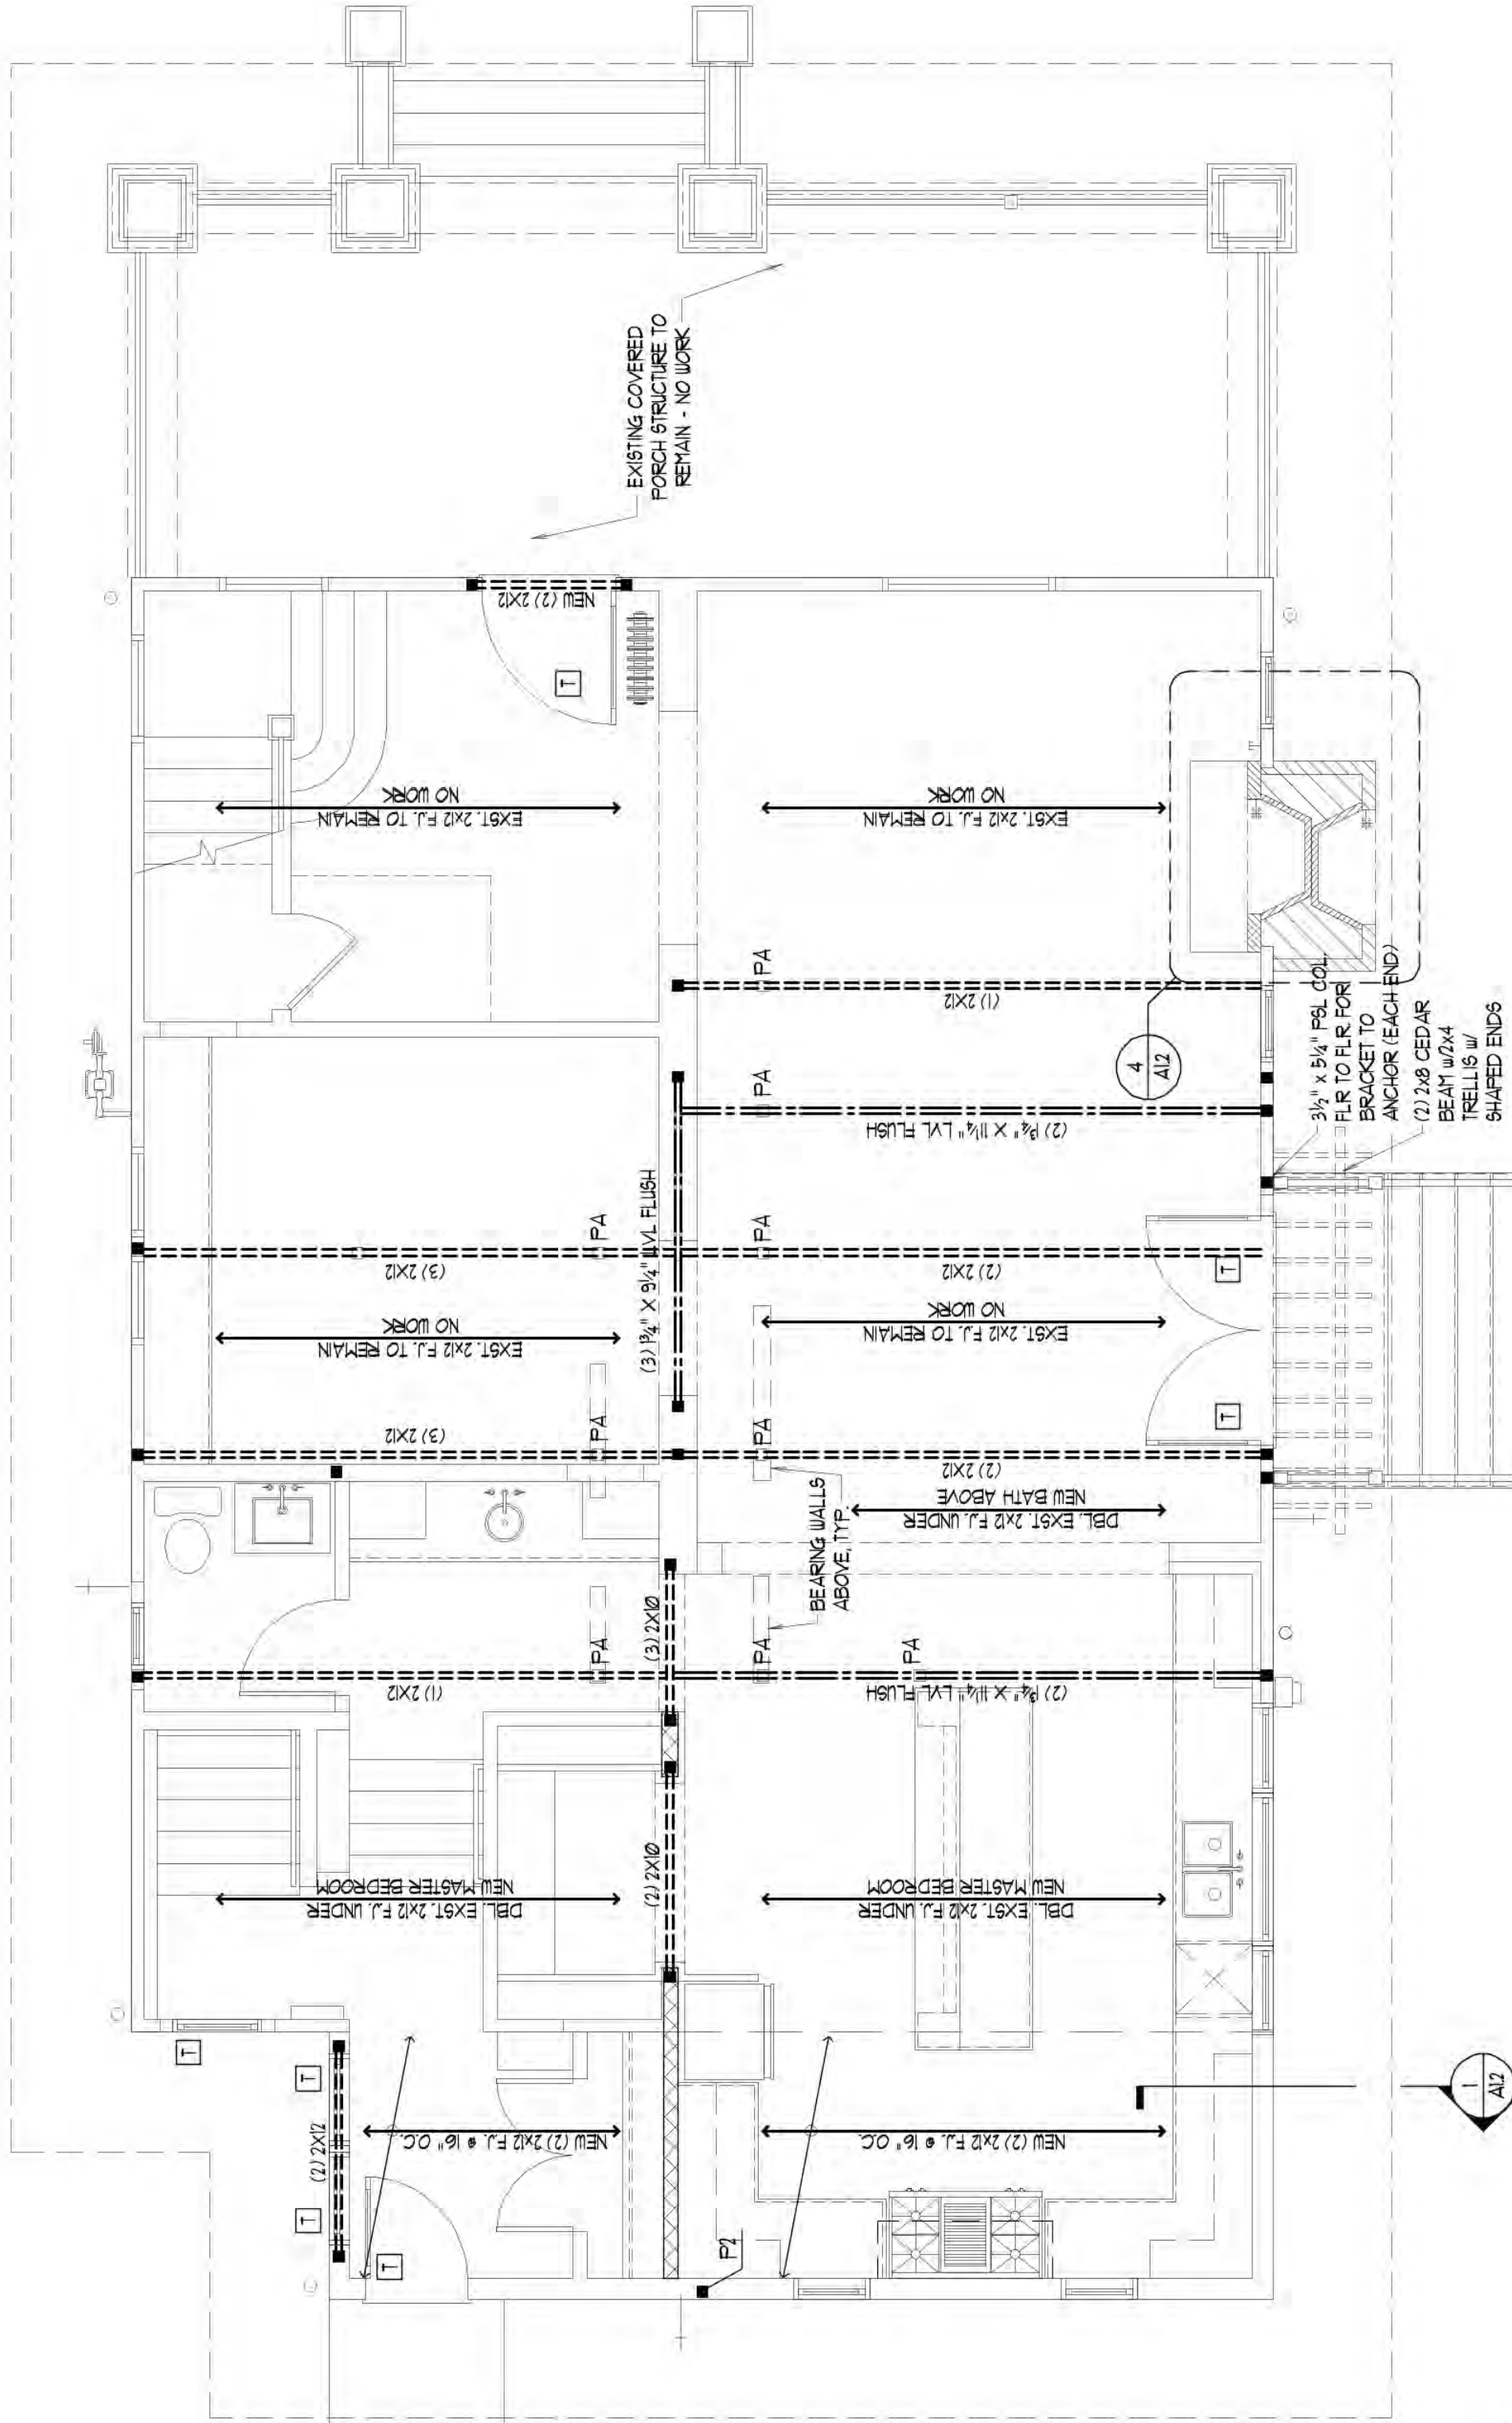 EXISTING COVERED
PORCH STRUCTURE TO
REMAIN - NO WORK
NEW (2) 2X12
T
EXST. 2x12 F.J. TO REMAIN
NO WORK
EXST. 2x12 F.J. TO REMAIN
NO WORK
PA
(1) 2X12
4
A12
3½" x 5¼" PSL COL.
FLR TO FLR FOR
BRACKET TO
ANCHOR (EACH END)
(2) 2x8 CEDAR
BEAM w/2x4
TRELLIS w/
SHAPED ENDS
PA
(2) 1¾" X 11¼" LVL FLUSH
(3) 1¾" X 9¼" LVL FLUSH
PA
PA
(3) 2X12
(2) 2X12
T
EXST. 2x12 F.J. TO REMAIN
NO WORK
EXST. 2x12 F.J. TO REMAIN
NO WORK
T
PA
PA
(3) 2X12
(2) 2X12
DBL. EXST. 2x12 F.J. UNDER
NEW BATH ABOVE
BEARING WALLS
ABOVE, TYP.
(3) 2X10
PA
PA
PA
(1) 2X12
(2) 1¾" X 11¼" LVL FLUSH
(2) 2X10
DBL. EXST. 2x12 F.J. UNDER
NEW MASTER BEDROOM
DBL. EXST. 2x12 F.J. UNDER
NEW MASTER BEDROOM
T
T
(2) 2X12
T
T
NEW (2) 2x12 F.J. @ 16" O.C.
NEW (2) 2x12 F.J. @ 16" O.C.
P2
1
A12